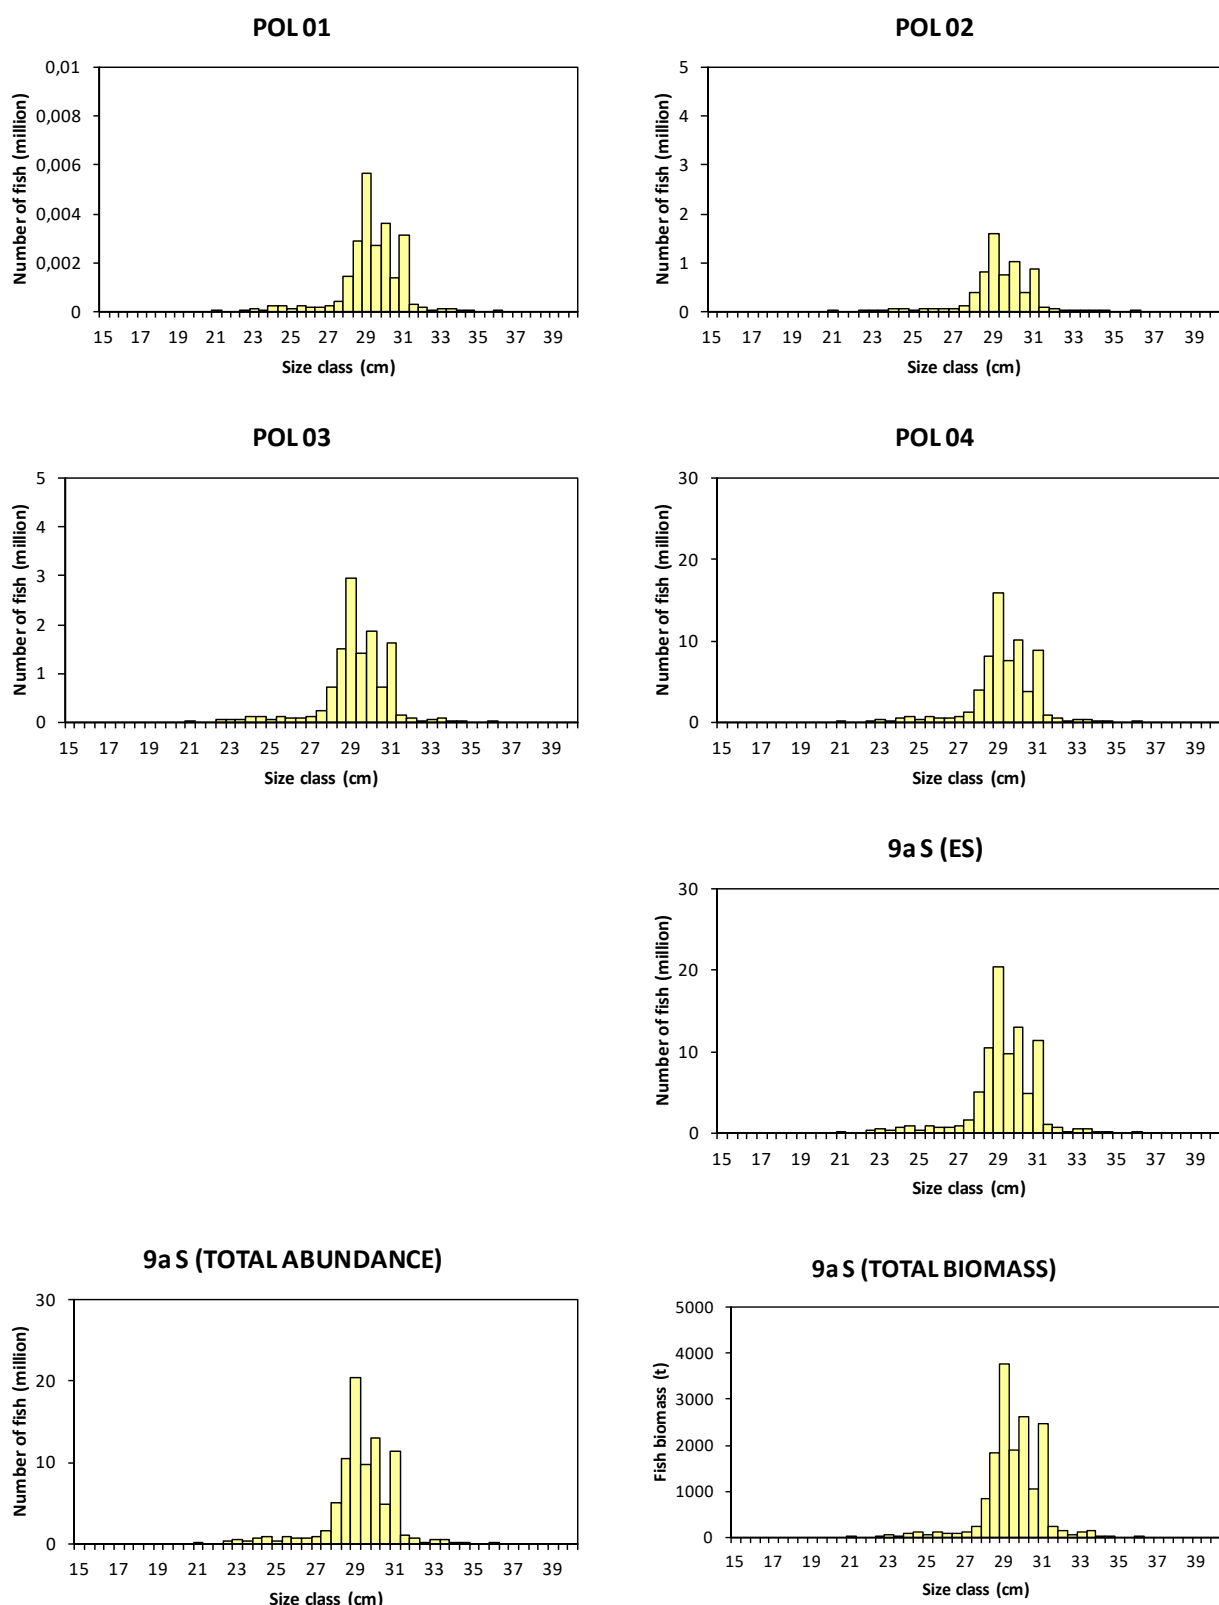 POL 01
Number of fish (million)
0,01
0,008
0,006
0,004
0,002
0
15 17 19 21 23 25 27 29 31 33 35 37 39
Size class (cm)
POL 02
Number of fish (million)
5
4
3
2
1
0
15 17 19 21 23 25 27 29 31 33 35 37 39
Size class (cm)
POL 03
Number of fish (million)
5
4
3
2
1
0
15 17 19 21 23 25 27 29 31 33 35 37 39
Size class (cm)
POL 04
Number of fish (million)
30
20
10
0
15 17 19 21 23 25 27 29 31 33 35 37 39
Size class (cm)
9a S (ES)
Number of fish (million)
30
20
10
0
15 17 19 21 23 25 27 29 31 33 35 37 39
Size class (cm)
9a S (TOTAL ABUNDANCE)
Number of fish (million)
30
20
10
0
15 17 19 21 23 25 27 29 31 33 35 37 39
Size class (cm)
9a S (TOTAL BIOMASS)
Fish biomass (t)
5000
4000
3000
2000
1000
0
15 17 19 21 23 25 27 29 31 33 35 37 39
Size class (cm)